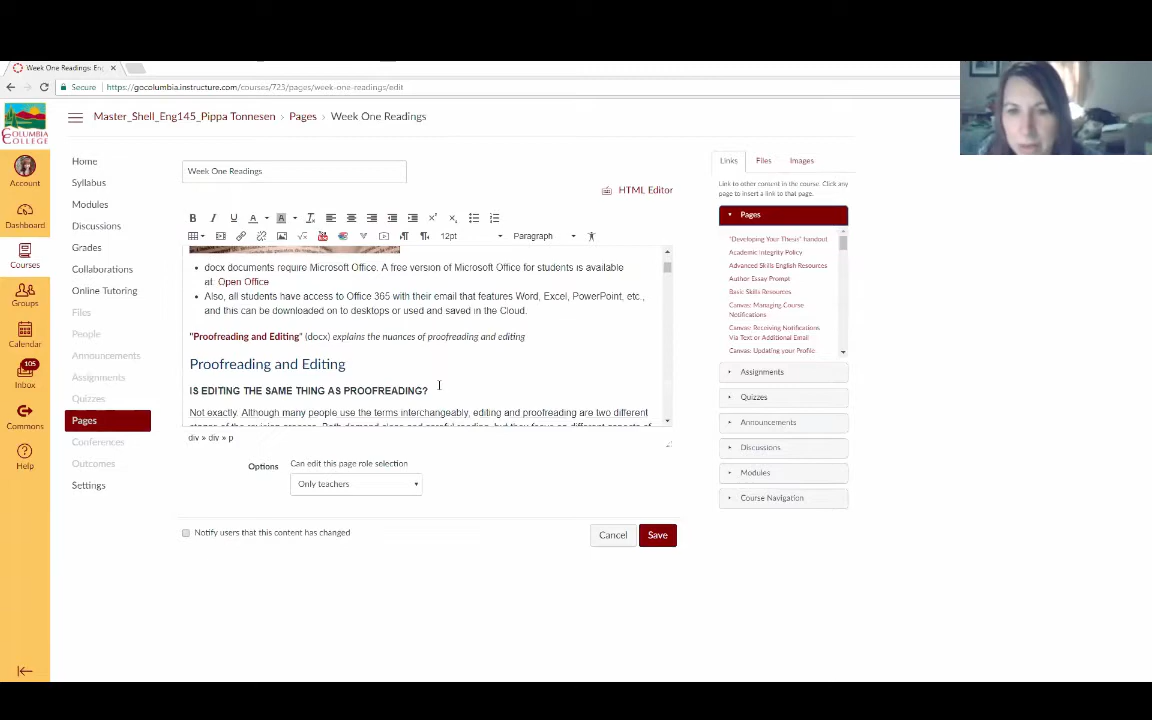 Week One Readings: En
Secure
https://gocolumbia.instructure.com/courses/725/pages/week-one-readings/edit
COLUMBIA
COLLEGE
Account
Dashboard
Courses
Groups
Calendar
105
Inbox
Commons
Help
Master_Shell_Eng145_Pippa Tonnesen > Pages > Week One Readings
Home
Syllabus
Modules
Discussions
Grades
Collaborations
Online Tutoring
Files
People
Announcements
Assignments
Quizzes
Pages
Conferences
Outcomes
Settings
Week One Readings
HTML Editor
12pt
Paragraph
docx documents require Microsoft Office. A free version of Microsoft Office for students is available
at Open Office
Also, all students have access to Office 365 with their email that features Word, Excel, PowerPoint, etc.,
and this can be downloaded on to desktops or used and saved in the Cloud.
"Proofreading and Editing" (docx) explains the nuances of proofreading and editing
Proofreading and Editing
IS EDITING THE SAME THING AS PROOFREADING?
Not exactly. Although many people use the terms interchangeably, editing and proofreading are two different
div » div » p
Options
Can edit this page role selection
Only teachers
Notify users that this content has changed
Cancel
Save
Links
Files
Images
Link to other content in the course. Click any
page to insert a link to that page.
Pages
"Developing Your Thesis" handout
Academic Integrity Policy
Advanced Skills English Resources
Author Essay Prompt
Basic Skills Resources
Canvas: Managing Course
Notifications
Canvas: Receiving Notifications
Via Text or Additional Email
Canvas: Updating your Profile
Assignments
Quizzes
Announcements
Discussions
Modules
Course Navigation